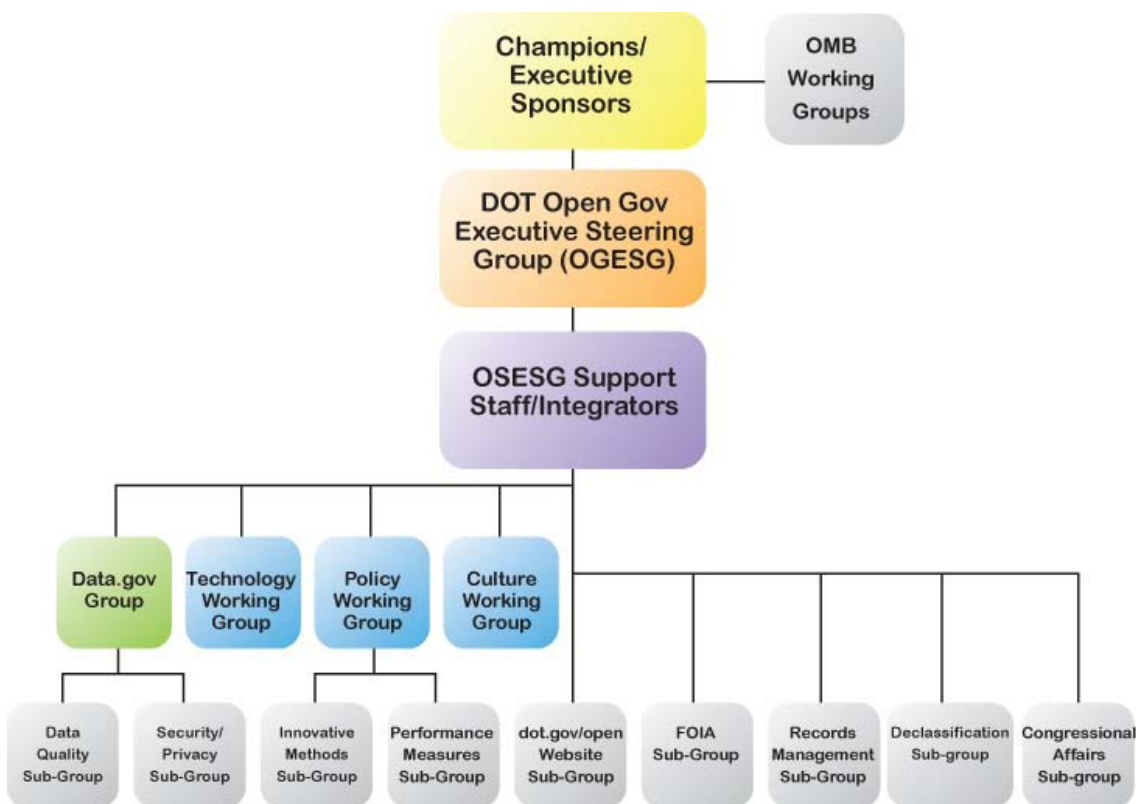 Champions/
Executive
Sponsors
OMB
Working
Groups
DOT Open Gov
Executive Steering
Group (OGESG)
OSESG Support
Staff/Integrators
Data.gov
Group
Technology
Working
Group
Policy
Working
Group
Culture
Working
Group
Data
Quality
Sub-Group
Security/
Privacy
Sub-Group
Innovative
Methods
Sub-Group
Performance
Measures
Sub-Group
dot.gov/open
Website
Sub-Group
FOIA
Sub-Group
Records
Management
Sub-Group
Declassification
Sub-group
Congressional
Affairs
Sub-group